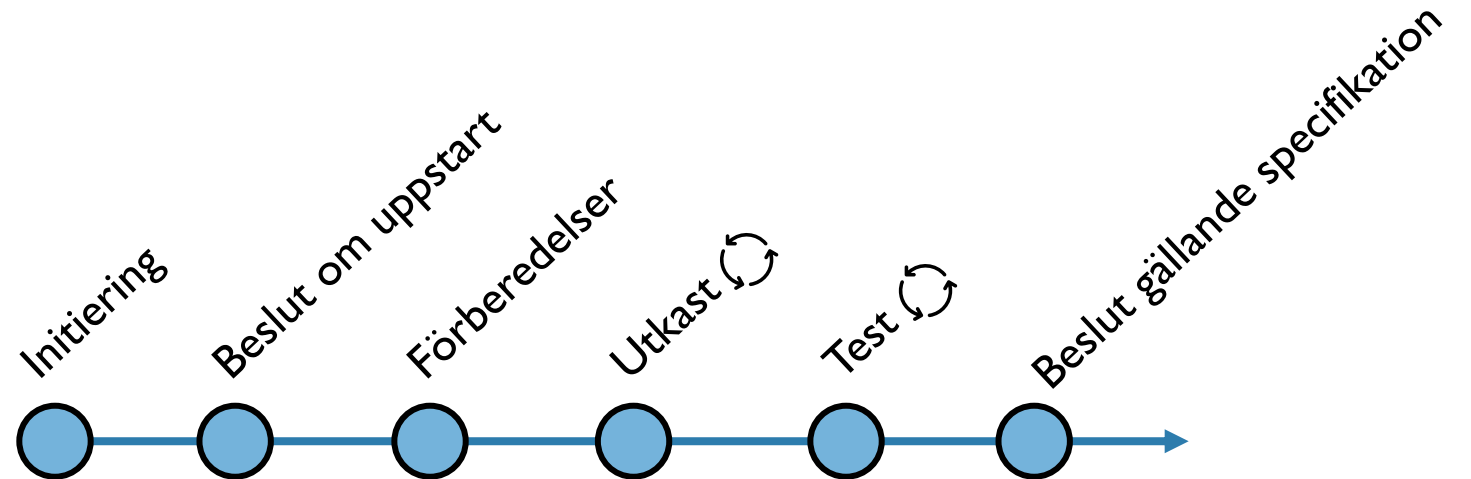 Initiering
Beslut om uppstart
Förberedelser
Utkast
Test
Beslut gällande specifikation